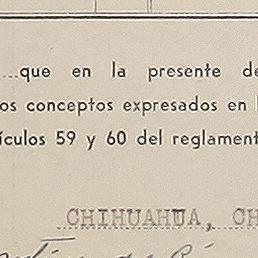 ...que en la presente de
os conceptos expresados en l
ículos 59 y 60 del reglament
CHIHUAHUA, CH